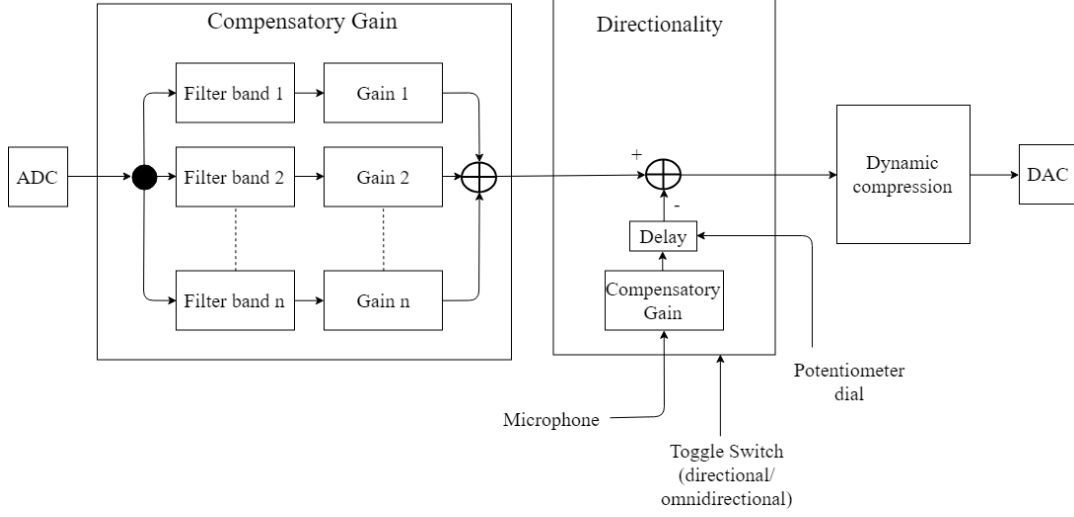 Compensatory Gain
Directionality
Filter band 1
Gain 1
ADC
Filter band 2
Gain 2
+
Dynamic
compression
DAC
-
Delay
Filter band n
Gain n
Compensatory
Gain
Potentiometer
dial
Microphone
Toggle Switch
(directional/
omnidirectional)